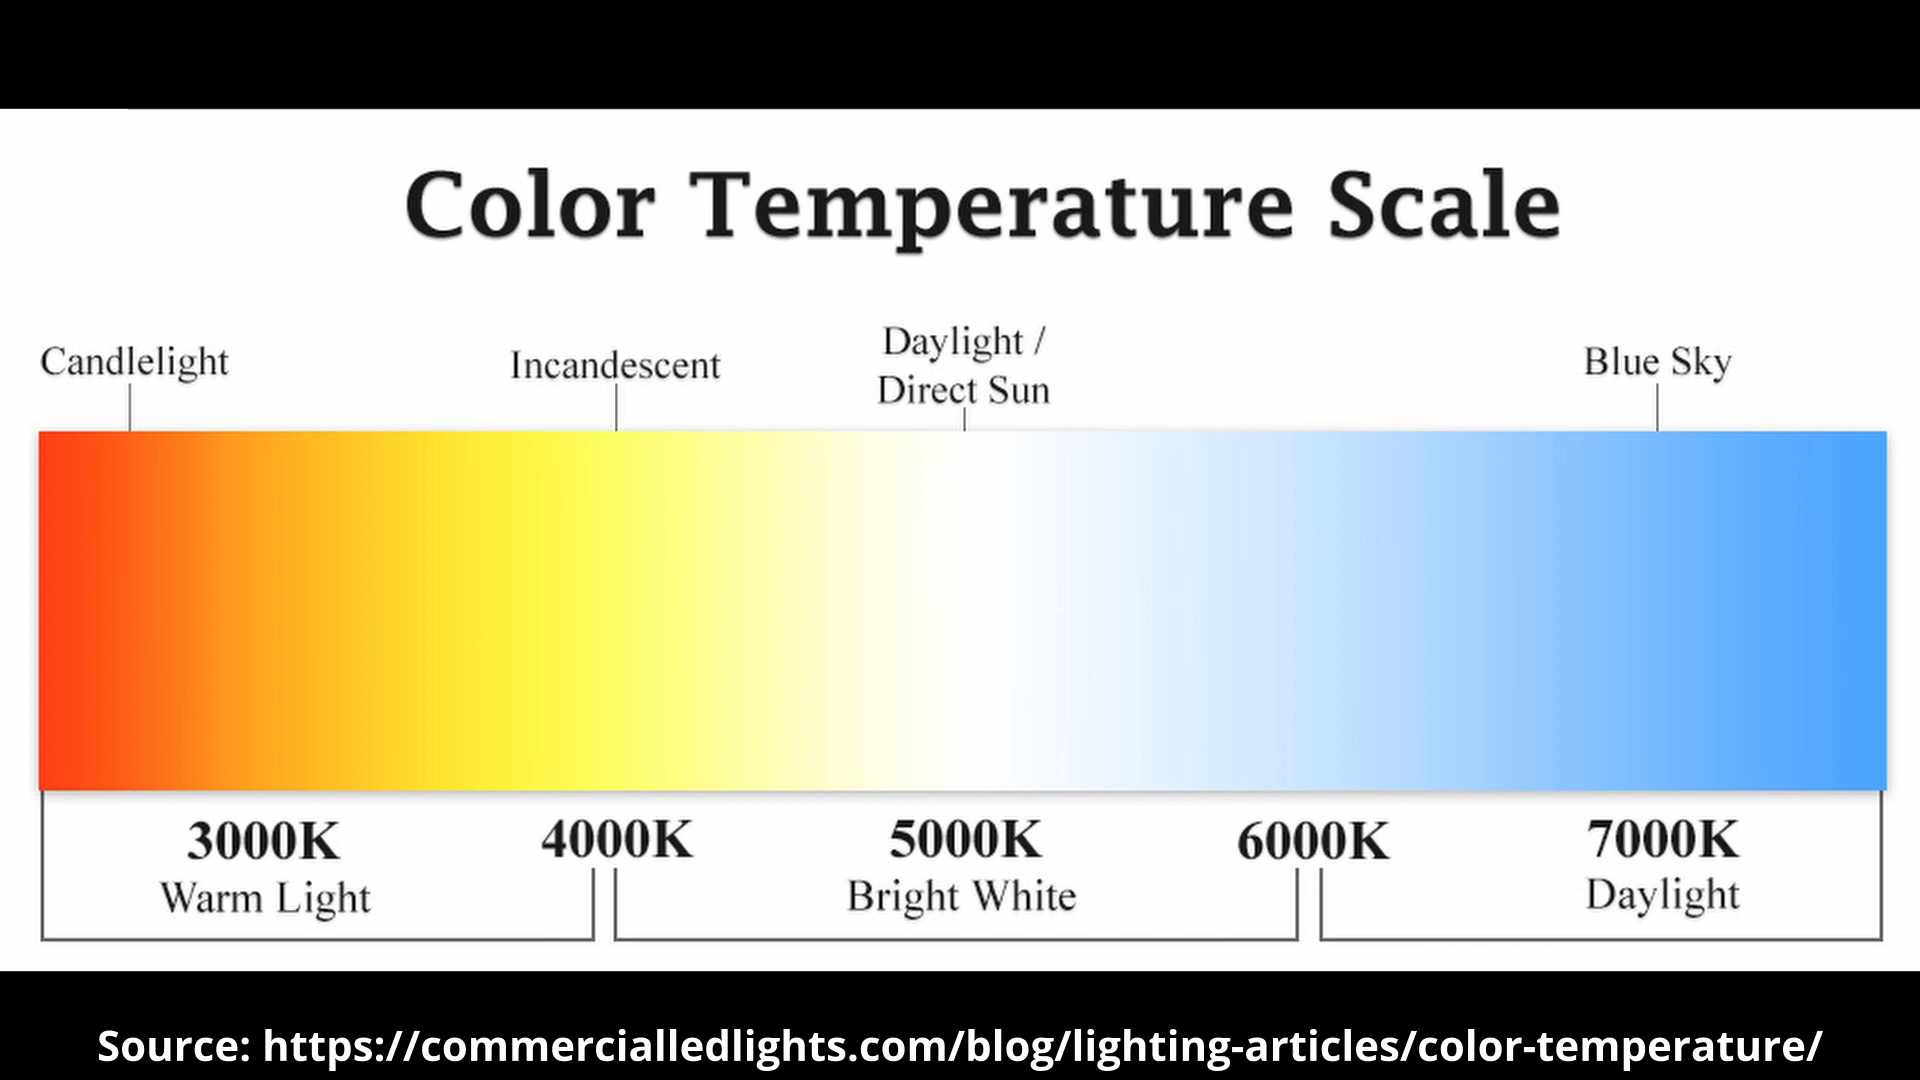 Color Temperature Scale
Candlelight
Incandescent
Daylight /
Direct Sun
Blue Sky
3000K
Warm Light
4000K
5000K
Bright White
6000K
7000K
Daylight
Source: https://commercialledlights.com/blog/lighting-articles/color-temperature/